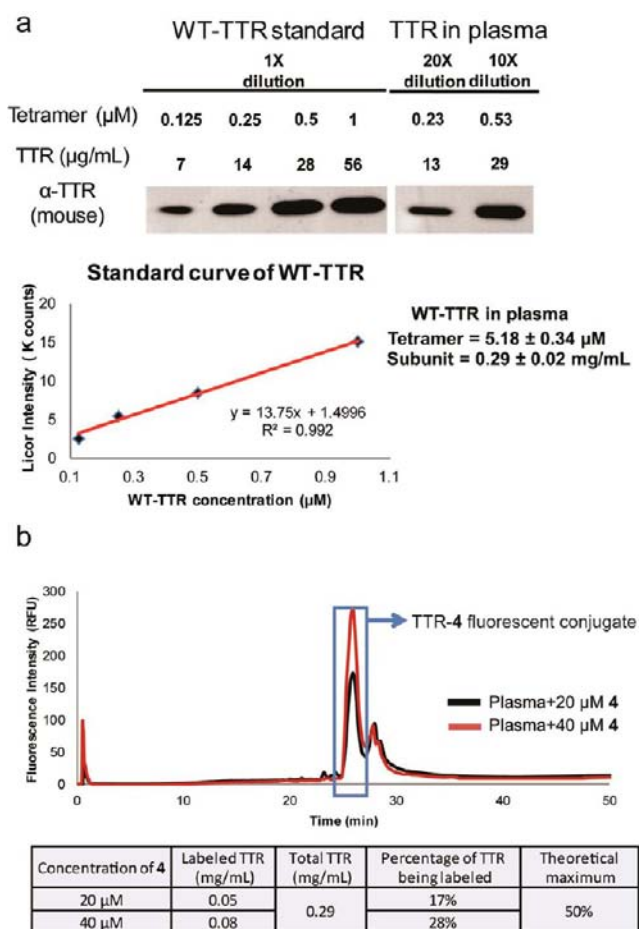 a
WT-TTR standard TTR in plasma
1X dilution 20X dilution 10X dilution
Tetramer (µM) 0.125 0.25 0.5 1 0.23 0.53
TTR (µg/mL) 7 14 28 56 13 29
α-TTR (mouse)
Standard curve of WT-TTR
Licor Intensity ( K counts)
20
15
10
5
0
0.1 0.3 0.5 0.7 0.9 1.1
WT-TTR concentration (µM)
y = 13.75x + 1.4996
R² = 0.992
WT-TTR in plasma
Tetramer = 5.18 ± 0.34 µM
Subunit = 0.29 ± 0.02 mg/mL
b
Fluorescence Intensity (RFU)
300
250
200
150
100
50
0
0 10 20 30 40 50
Time (min)
TTR-4 fluorescent conjugate
Plasma+20 µM 4
Plasma+40 µM 4
Concentration of 4 Labeled TTR (mg/mL) Total TTR (mg/mL) Percentage of TTR being labeled Theoretical maximum
20 µM 0.05 0.29 17% 50%
40 µM 0.08 28%